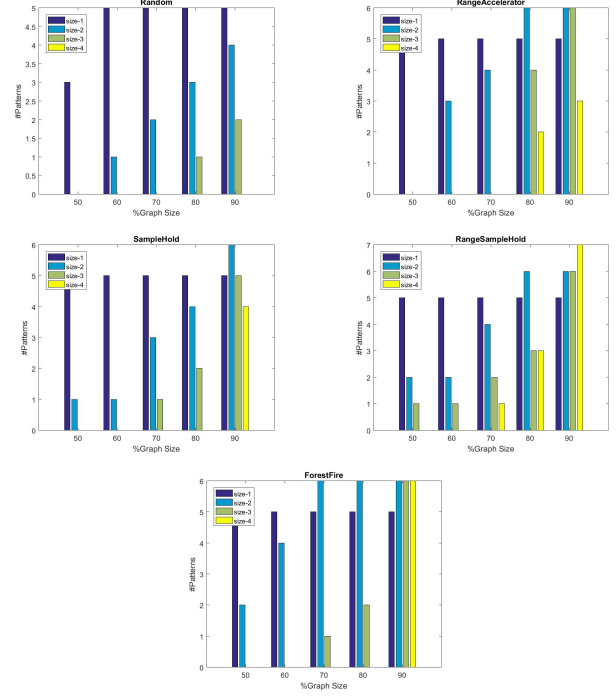 Random
5
4.5
4
3.5
3
2.5
2
1.5
1
0.5
0
#Patterns
size-1
size-2
size-3
size-4
50 60 70 80 90
%Graph Size
RangeAccelerator
6
5
4
3
2
1
0
#Patterns
size-1
size-2
size-3
size-4
50 60 70 80 90
%Graph Size
SampleHold
6
5
4
3
2
1
0
#Patterns
size-1
size-2
size-3
size-4
50 60 70 80 90
%Graph Size
RangeSampleHold
7
6
5
4
3
2
1
0
#Patterns
size-1
size-2
size-3
size-4
50 60 70 80 90
%Graph Size
ForestFire
6
5
4
3
2
1
0
#Patterns
size-1
size-2
size-3
size-4
50 60 70 80 90
%Graph Size